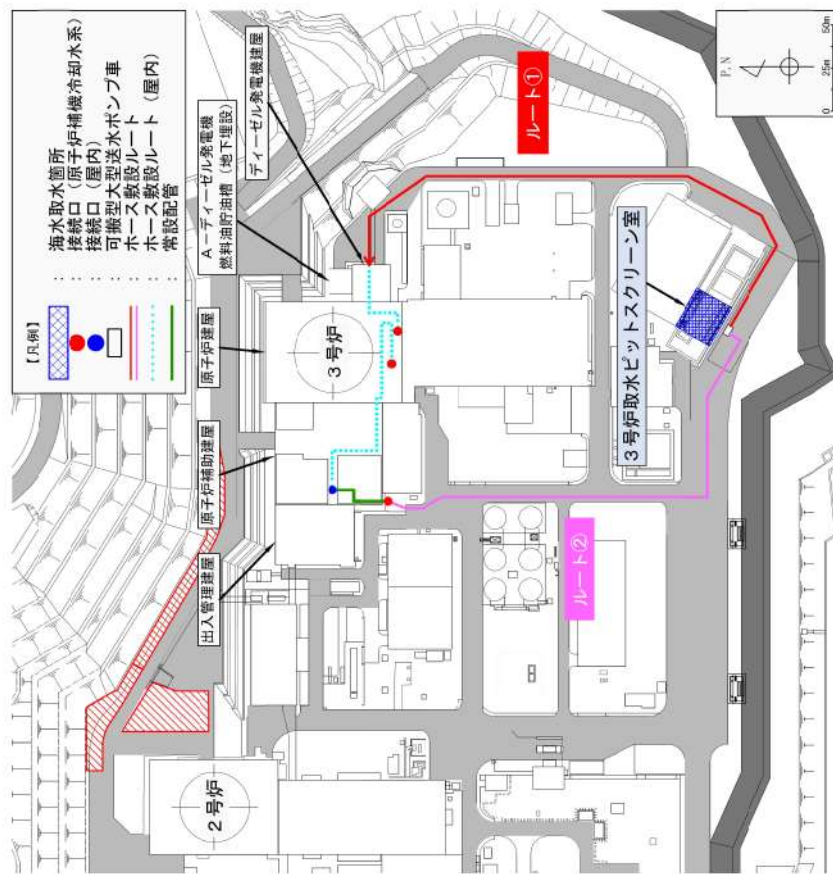 【凡例】
： 海水取水箇所
： 接続口（原子炉補機冷却水系）
： 接続口（屋内）
： 可搬型大型送水ポンプ車
： ホース敷設ルート
： ホース敷設ルート（屋内）
： 常設配管
出入管理建屋
原子炉補助建屋
原子炉建屋
A－ディーゼル発電機
燃料油貯油槽（地下埋設）
ディーゼル発電機建屋
2号炉
3号炉
ルート①
ルート②
3号炉取水ピットスクリーン室
P.N
0 25m 50m